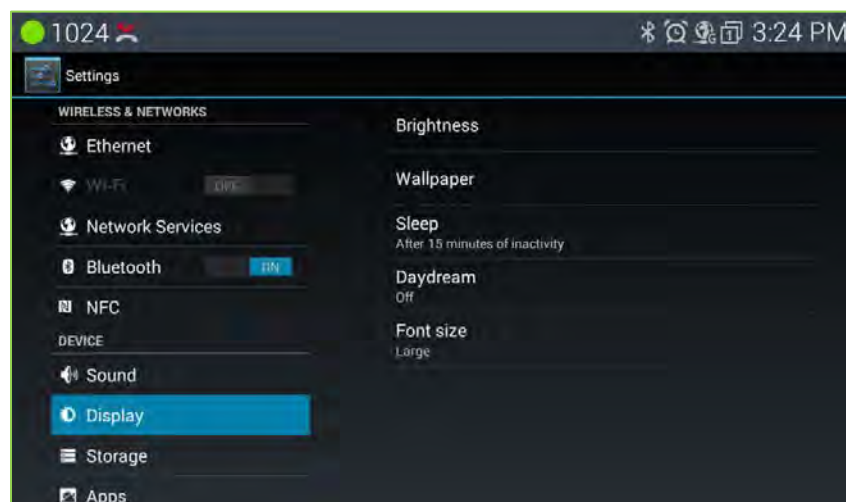 1024
3:24 PM
Settings
WIRELESS & NETWORKS
Ethernet
Wi-Fi OFF
Network Services
Bluetooth ON
NFC
DEVICE
Sound
Display
Storage
Apps
Brightness
Wallpaper
Sleep
After 15 minutes of inactivity
Daydream
Off
Font size
Large